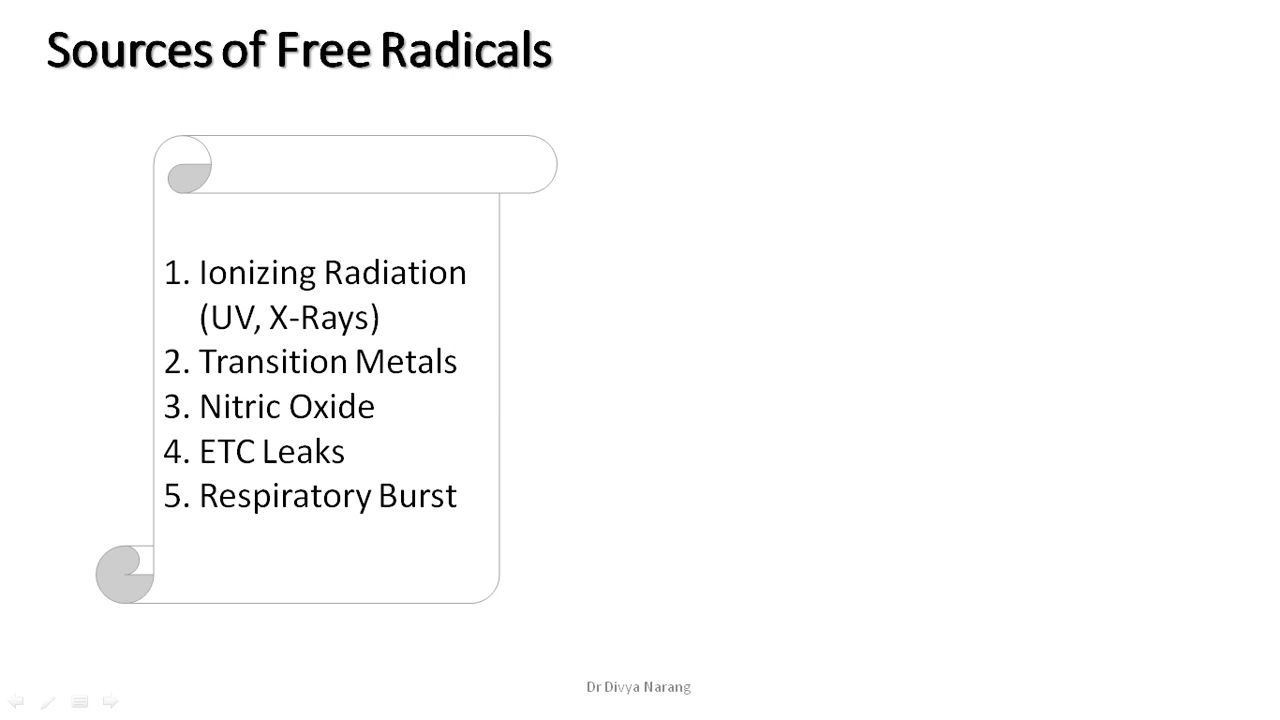 Sources of Free Radicals
1. Ionizing Radiation
(UV, X-Rays)
2. Transition Metals
3. Nitric Oxide
4. ETC Leaks
5. Respiratory Burst
Dr Divya Narang